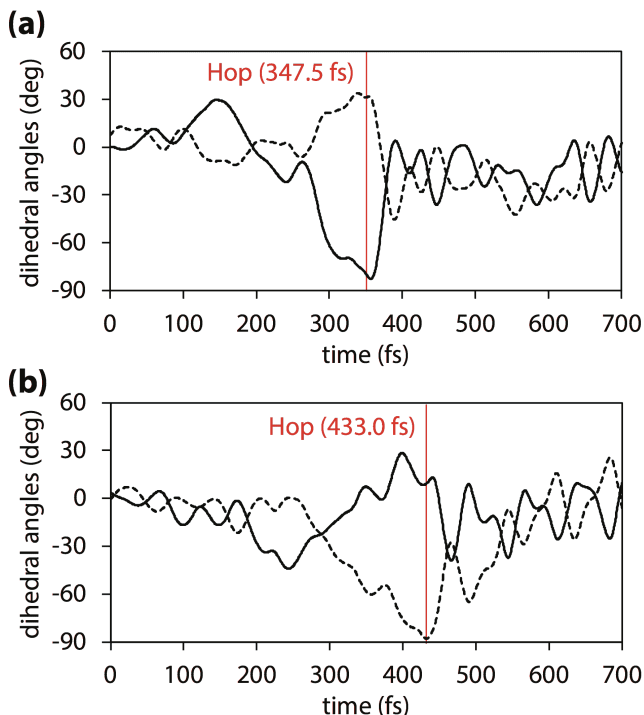 (a)
60
30
0
-30
-60
-90
dihedral angles (deg)
Hop (347.5 fs)
0 100 200 300 400 500 600 700
time (fs)
(b)
60
30
0
-30
-60
-90
dihedral angles (deg)
Hop (433.0 fs)
0 100 200 300 400 500 600 700
time (fs)